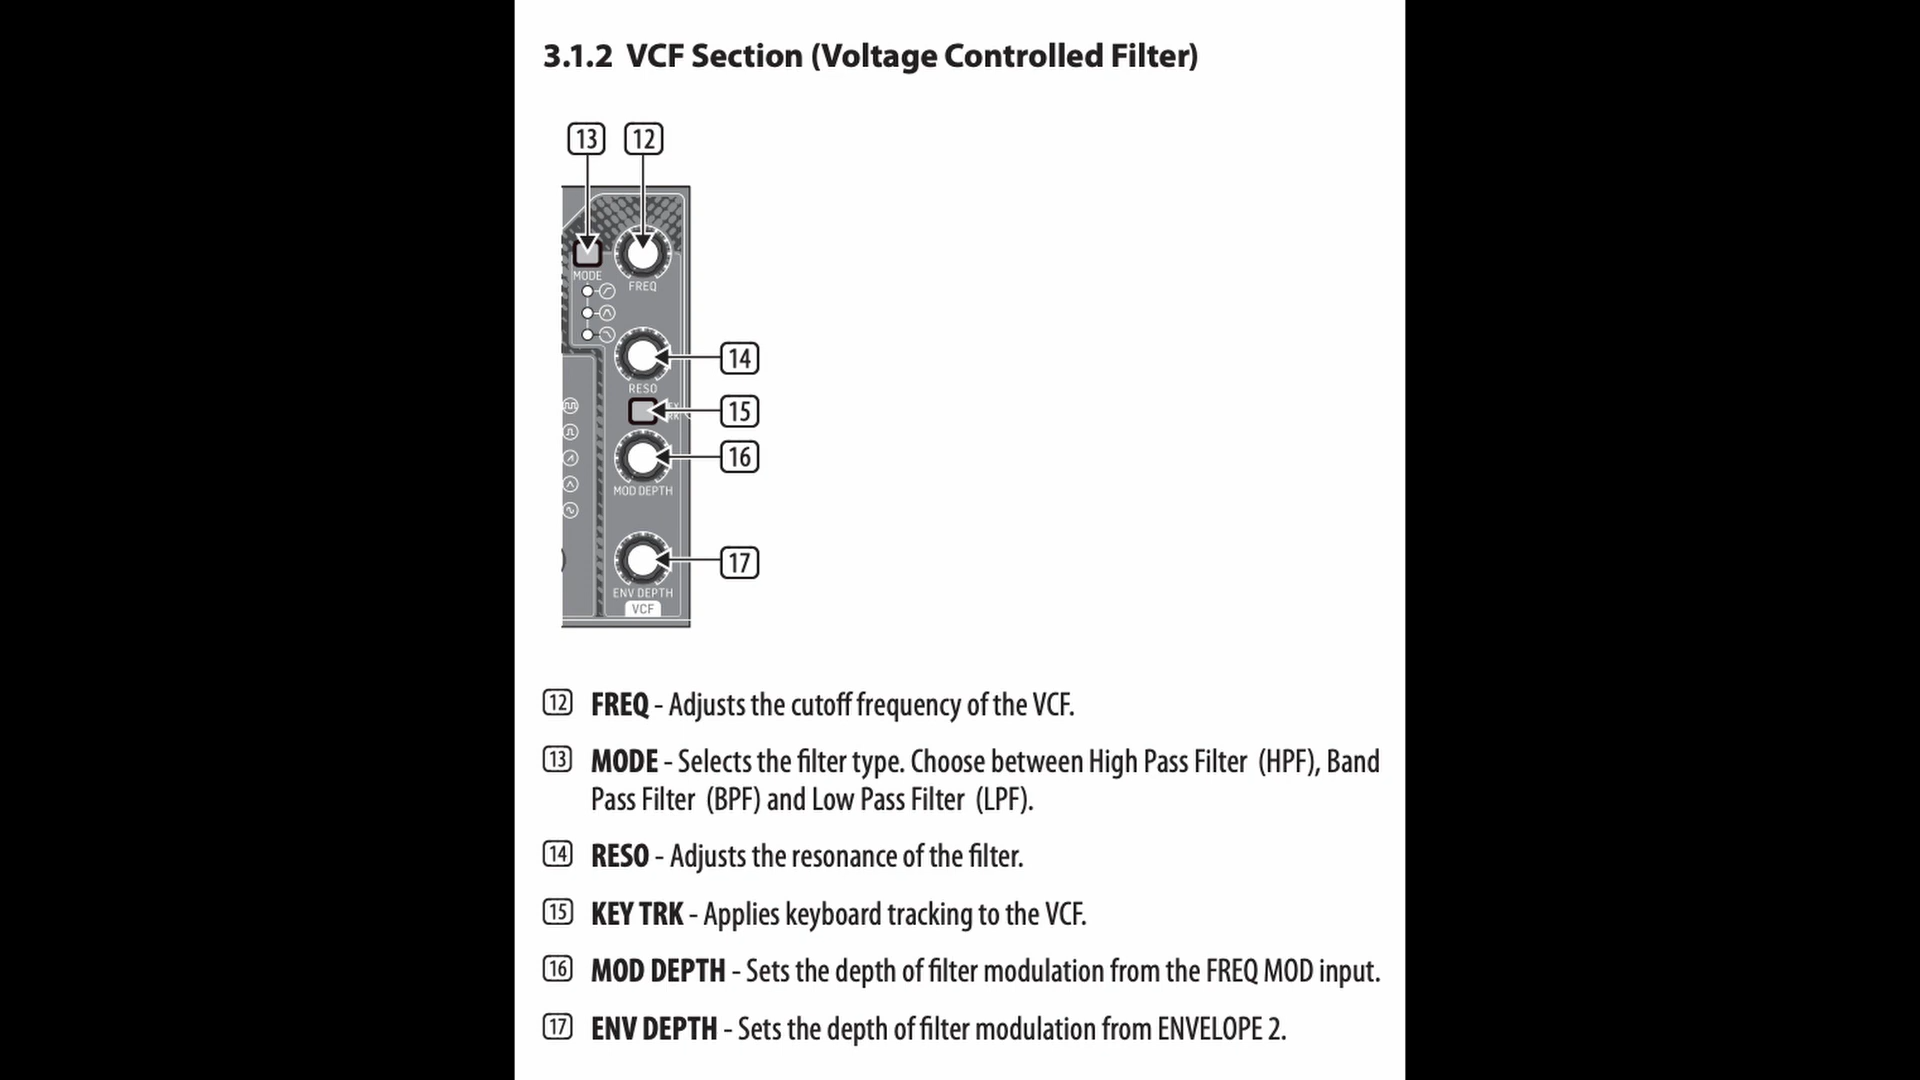 3.1.2 VCF Section (Voltage Controlled Filter)
13 12
MODE
FREQ
14
RESO
15
16
MOD DEPTH
17
ENV DEPTH
VCF
12 FREQ - Adjusts the cutoff frequency of the VCF.
13 MODE - Selects the filter type. Choose between High Pass Filter (HPF), Band
Pass Filter (BPF) and Low Pass Filter (LPF).
14 RESO - Adjusts the resonance of the filter.
15 KEY TRK - Applies keyboard tracking to the VCF.
16 MOD DEPTH - Sets the depth of filter modulation from the FREQ MOD input.
17 ENV DEPTH - Sets the depth of filter modulation from ENVELOPE 2.